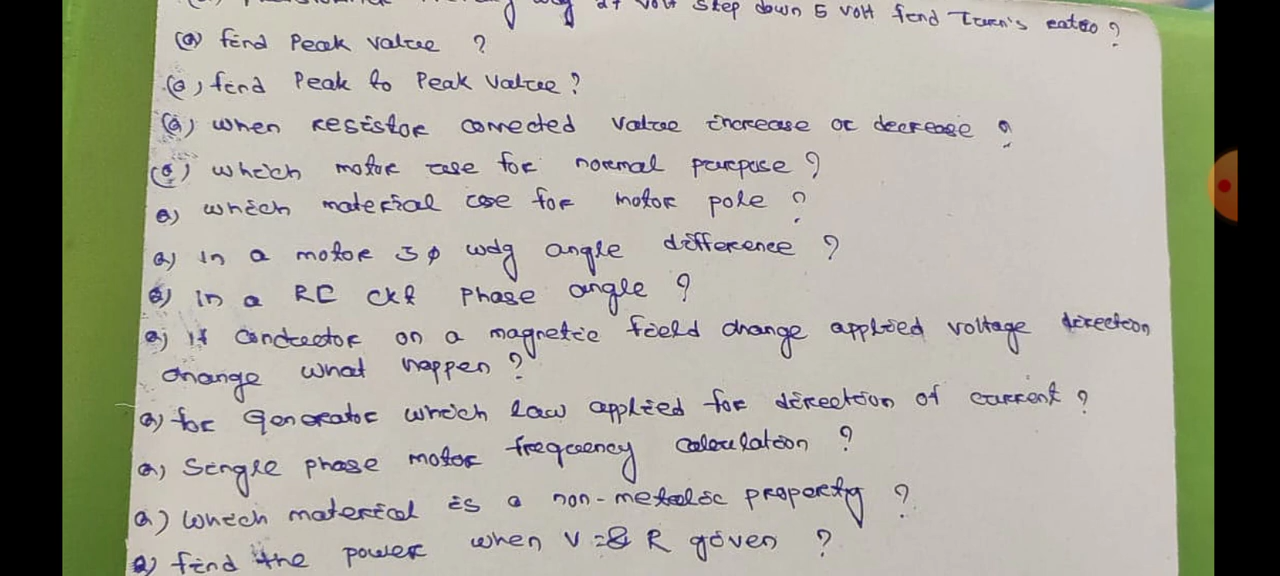 volt step down 5 volt find Turn's ratio ?
(Q) find Peak value ?
(Q) find Peak to Peak value ?
(Q) when resistor connected value increase or decrease ?
(Q) which motor use for normal purpose ?
Q) which material use for motor pole ?
Q) in a motor 3 φ wdg angle difference ?
Q) in a RC ckt phase angle ?
Q) if conductor on a magnetic field change applied voltage direction
change what happen ?
Q) for Generator which law applied for direction of current ?
Q) Single phase motor frequency calculation ?
Q) which material is a non-metalic property ?
Q) find the power when V = & R given ?